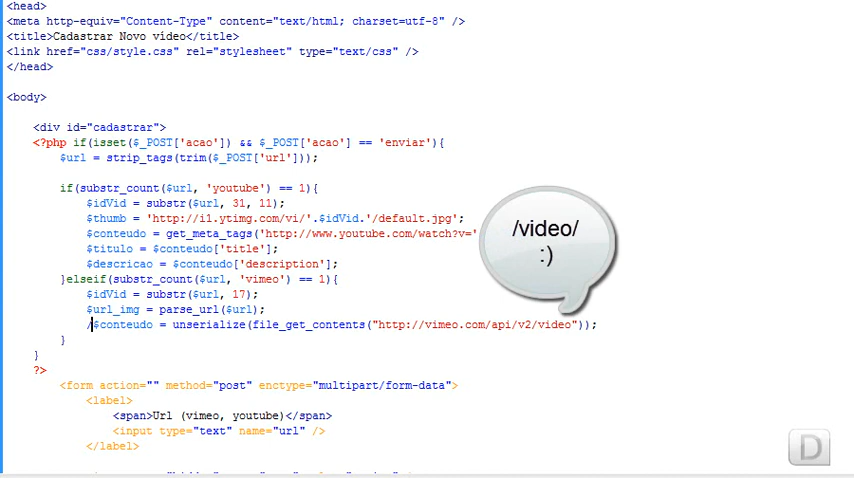 <head>
<meta http-equiv="Content-Type" content="text/html; charset=utf-8" />
<title>Cadastrar Novo vídeo</title>
<link href="css/style.css" rel="stylesheet" type="text/css" />
</head>
<body>
<div id="cadastrar">
<?php if(isset($_POST['acao']) && $_POST['acao'] == 'enviar'){
$url = strip_tags(trim($_POST['url']));
if(substr_count($url, 'youtube') == 1){
$idVid = substr($url, 31, 11);
$thumb = 'http://i1.ytimg.com/vi/'.$idVid.'/default.jpg';
$conteudo = get_meta_tags('http://www.youtube.com/watch?v='
$titulo = $conteudo['title'];
$descricao = $conteudo['description'];
}elseif(substr_count($url, 'vimeo') == 1){
$idVid = substr($url, 17);
$url_img = parse_url($url);
/$conteudo = unserialize(file_get_contents("http://vimeo.com/api/v2/video"));
}
}
?>
<form action="" method="post" enctype="multipart/form-data">
<label>
<span>Url (vimeo, youtube)</span>
<input type="text" name="url" />
</label>
/video/
:)
D